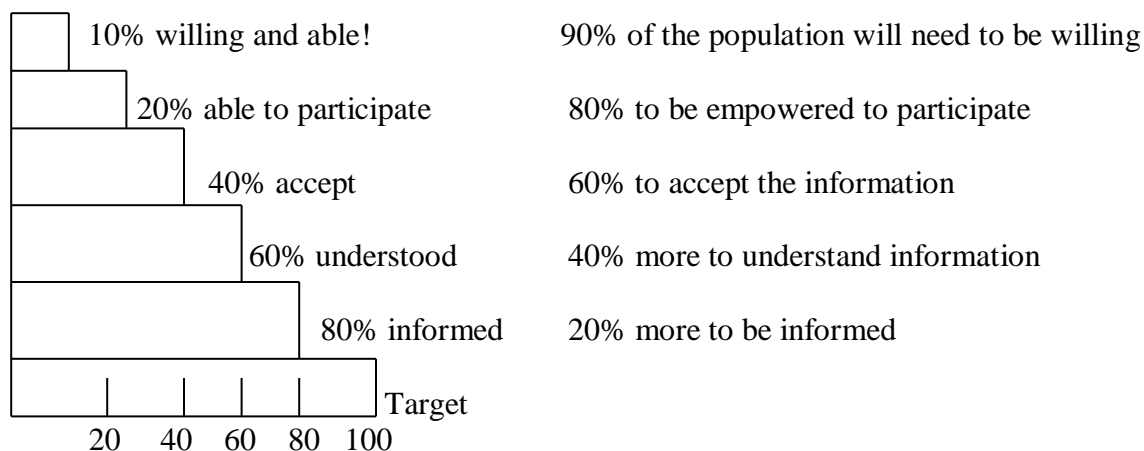 10% willing and able! 90% of the population will need to be willing
20% able to participate 80% to be empowered to participate
40% accept 60% to accept the information
60% understood 40% more to understand information
80% informed 20% more to be informed
Target
20 40 60 80 100